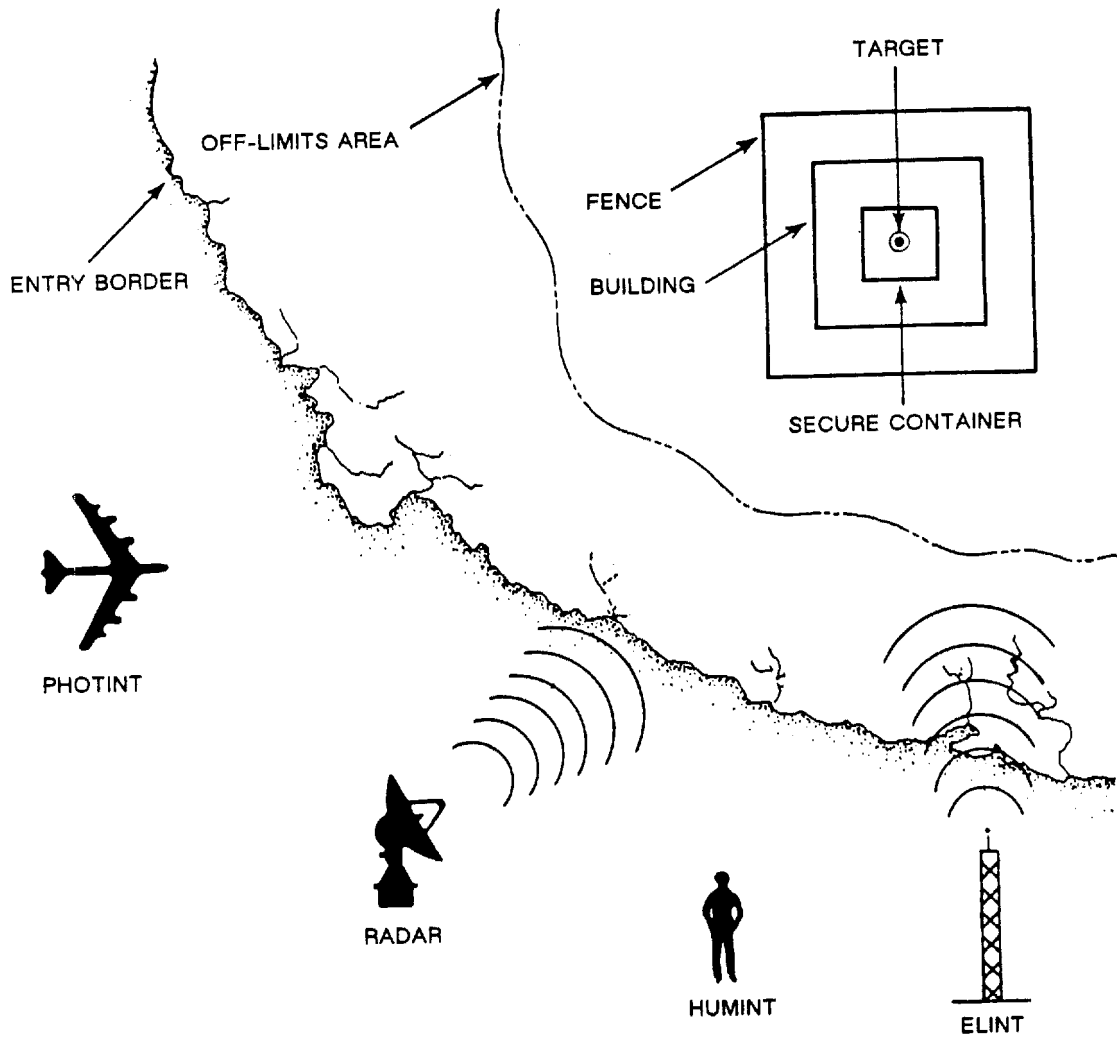 TARGET
OFF-LIMITS AREA
FENCE
ENTRY BORDER
BUILDING
SECURE CONTAINER
PHOTINT
RADAR
HUMINT
ELINT